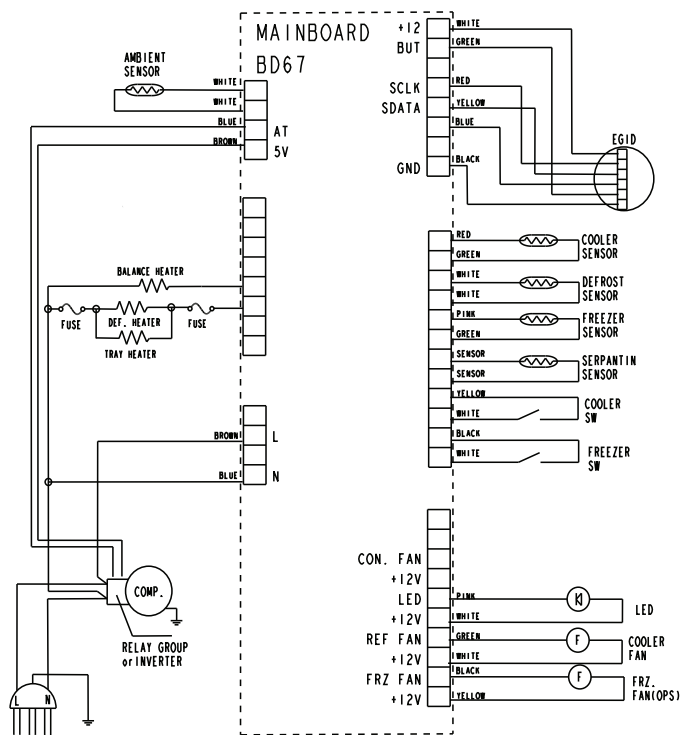 MAINBOARD
BD67
AMBIENT
SENSOR
WHITE
WHITE
BLUE
AT
BROWN
5V
BALANCE HEATER
FUSE
DEF. HEATER
FUSE
TRAY HEATER
BROWN
L
BLUE
N
COMP.
RELAY GROUP
or INVERTER
L
N
+12
WHITE
BUT
GREEN
SCLK
RED
SDATA
YELLOW
BLUE
GND
BLACK
EGID
RED
GREEN
COOLER
SENSOR
WHITE
WHITE
DEFROST
SENSOR
PINK
GREEN
FREEZER
SENSOR
SENSOR
SENSOR
SERPANTIN
SENSOR
YELLOW
WHITE
COOLER
SW
BLACK
WHITE
FREEZER
SW
CON. FAN
+12V
LED
PINK
+12V
WHITE
LED
REF FAN
GREEN
F
+12V
WHITE
COOLER
FAN
FRZ FAN
BLACK
F
+12V
YELLOW
FRZ.
FAN(OPS)